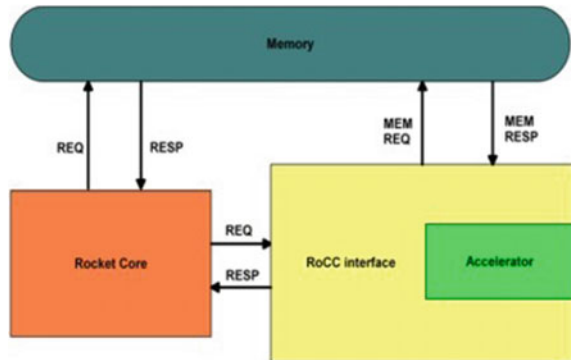 Memory
REQ
RESP
MEM
REQ
MEM
RESP
REQ
RESP
Rocket Core
RoCC interface
Accelerator